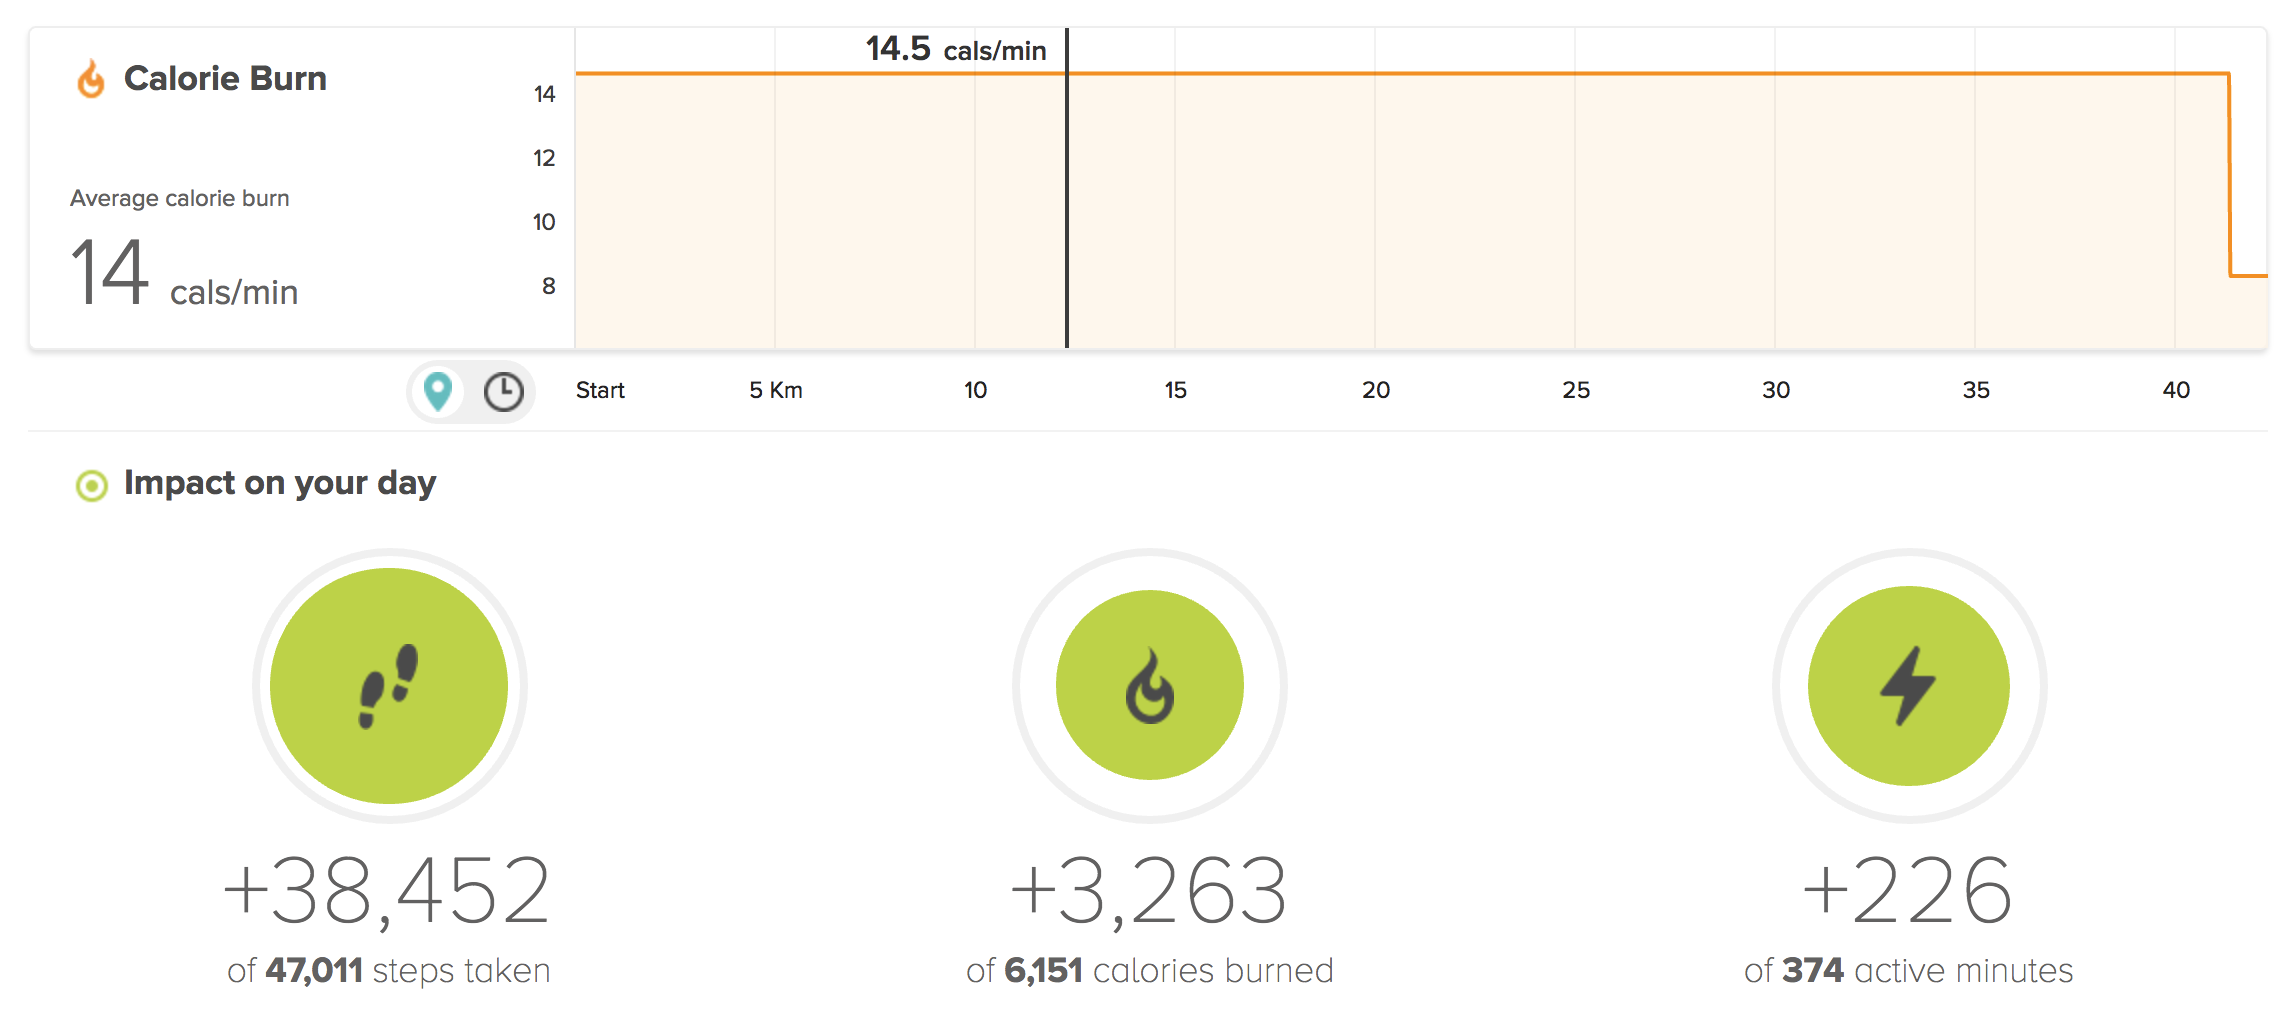 14.5 cals/min
Calorie Burn
14
12
Average calorie burn
10
14 cals/min
8
Start 5 Km 10 15 20 25 30 35 40
Impact on your day
+38,452 +3,263 +226
of 47,011 steps taken of 6,151 calories burned of 374 active minutes